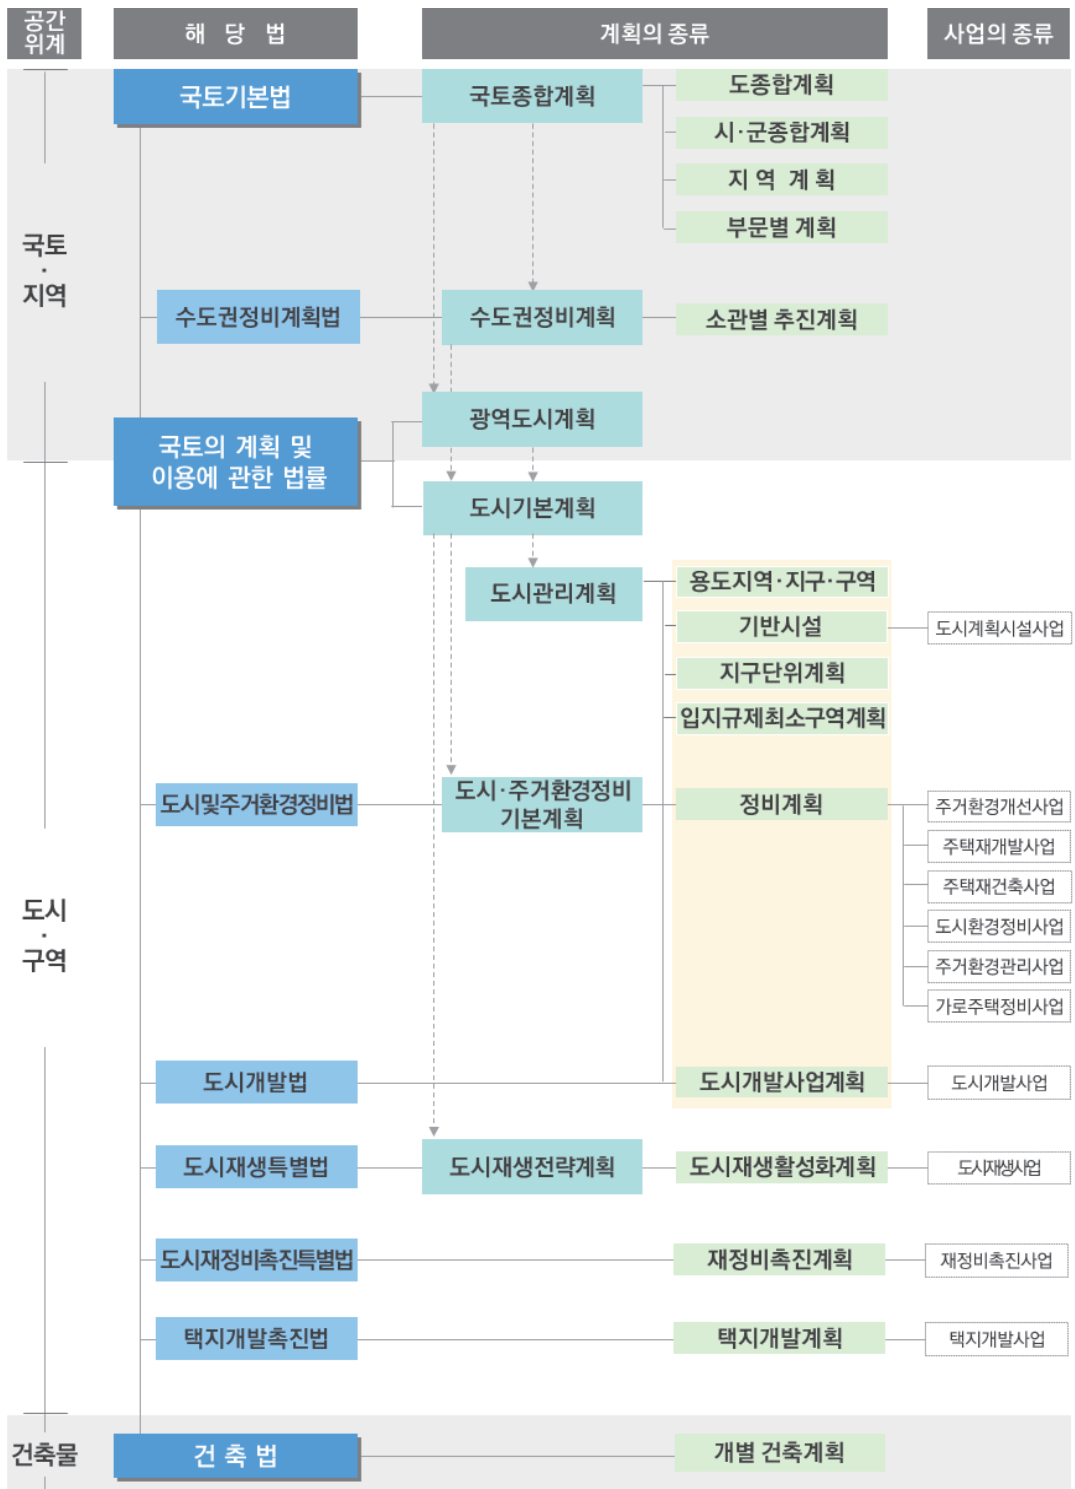 공간
위계
해 당 법
계획의 종류
사업의 종류
국토기본법
국토종합계획
도종합계획
시·군종합계획
지 역 계 획
부문별 계획
국토
·
지역
수도권정비계획법
수도권정비계획
소관별 추진계획
광역도시계획
국토의 계획 및
이용에 관한 법률
도시기본계획
도시관리계획
용도지역·지구·구역
기반시설
도시계획시설사업
지구단위계획
입지규제최소구역계획
도시및주거환경정비법
도시·주거환경정비
기본계획
정비계획
주거환경개선사업
주택재개발사업
주택재건축사업
도시환경정비사업
주거환경관리사업
가로주택정비사업
도시
·
구역
도시개발법
도시개발사업계획
도시개발사업
도시재생특별법
도시재생전략계획
도시재생활성화계획
도시재생사업
도시재정비촉진특별법
재정비촉진계획
재정비촉진사업
택지개발촉진법
택지개발계획
택지개발사업
건축물
건 축 법
개별 건축계획